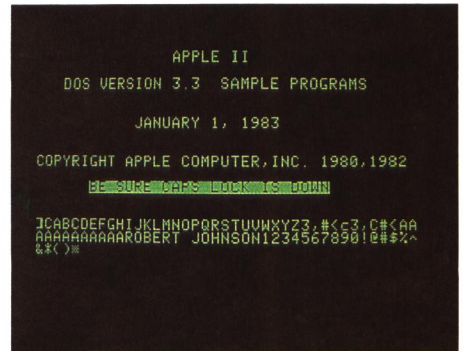 APPLE II
DOS VERSION 3.3 SAMPLE PROGRAMS
JANUARY 1, 1983
COPYRIGHT APPLE COMPUTER,INC. 1980,1982
BE SURE CAPS LOCK IS DOWN
]CABCDEFGHIJKLMNOPQRSTUVWXYZ3,#<c3,C#<AA
AAAAAAAAAAROBERT JOHNSON1234567890!@#$%^
&*()